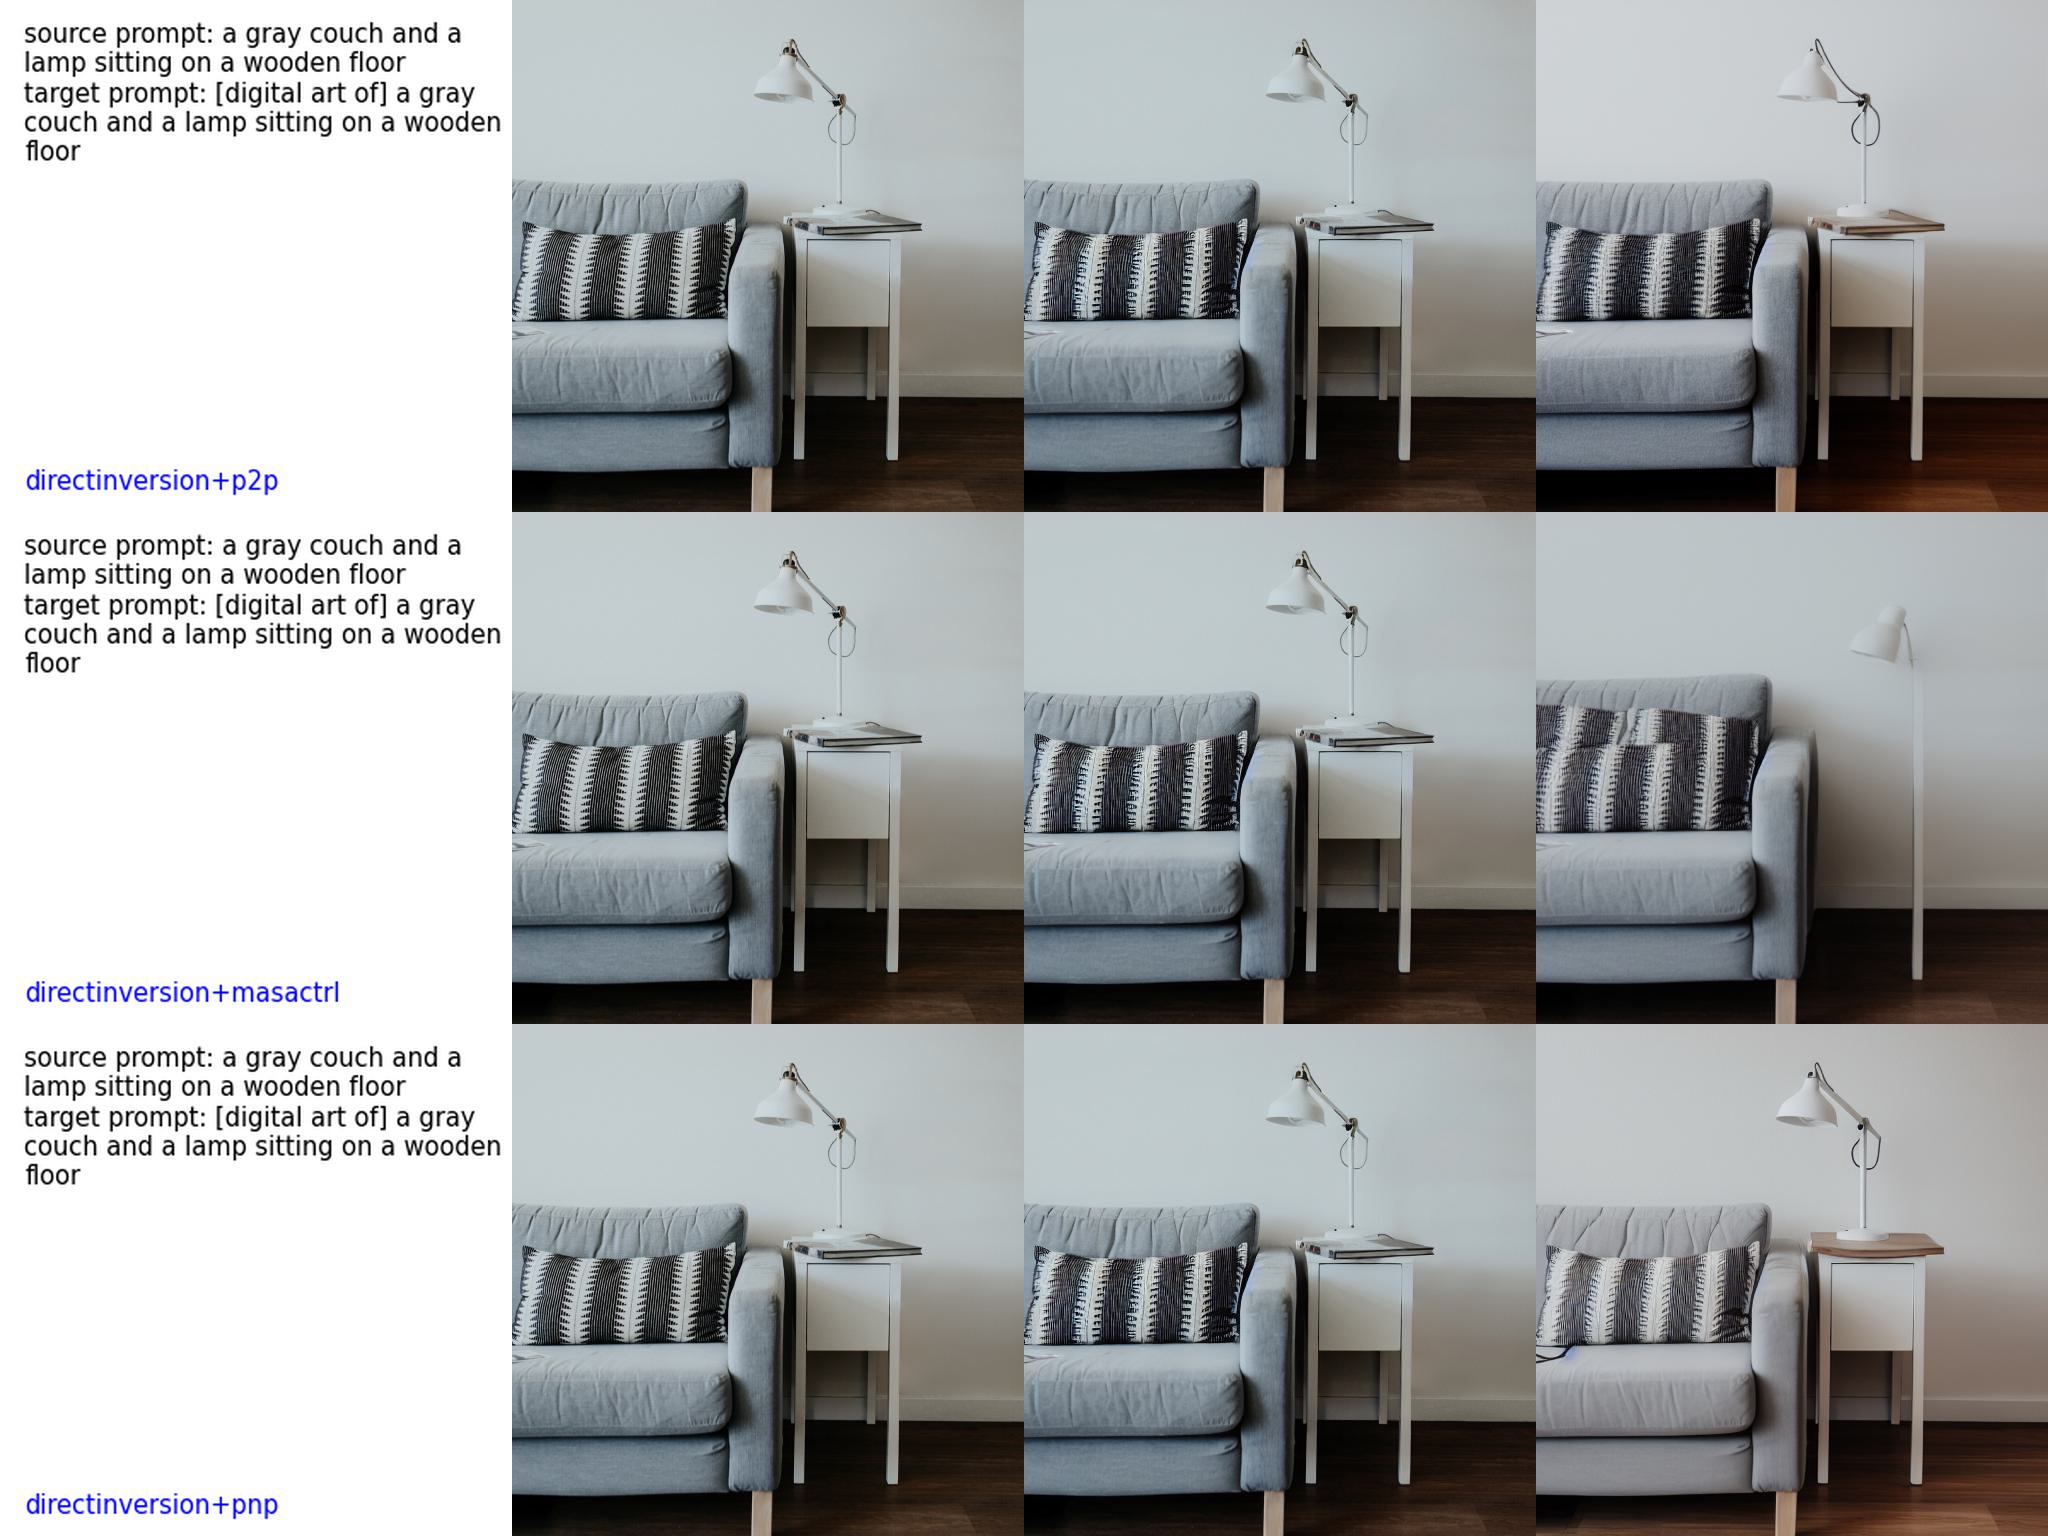 source prompt: a gray couch and a
lamp sitting on a wooden floor
target prompt: [digital art of] a gray
couch and a lamp sitting on a wooden
floor
directinversion+p2p
source prompt: a gray couch and a
lamp sitting on a wooden floor
target prompt: [digital art of] a gray
couch and a lamp sitting on a wooden
floor
directinversion+masactrl
source prompt: a gray couch and a
lamp sitting on a wooden floor
target prompt: [digital art of] a gray
couch and a lamp sitting on a wooden
floor
directinversion+pnp